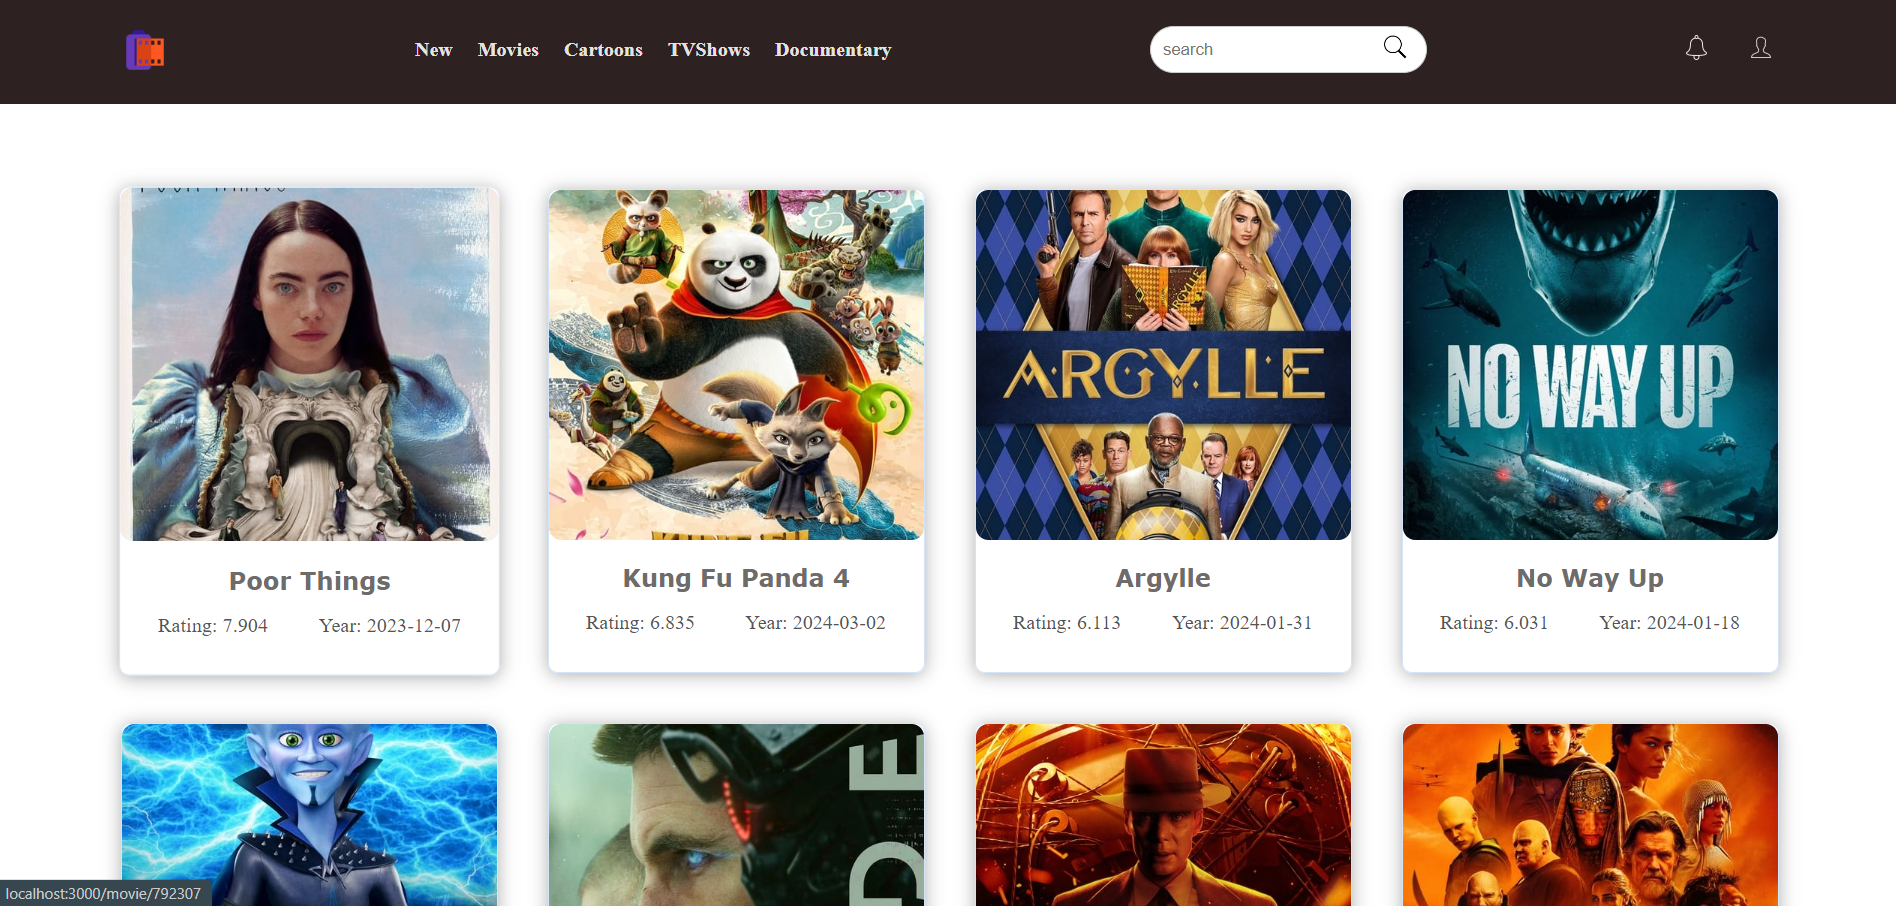 New Movies Cartoons TVShows Documentary
search
ARGYLLE
ARGYLLE
NO WAY UP
Poor Things
Rating: 7.904 Year: 2023-12-07
Kung Fu Panda 4
Rating: 6.835 Year: 2024-03-02
Argylle
Rating: 6.113 Year: 2024-01-31
No Way Up
Rating: 6.031 Year: 2024-01-18
DE
localhost:3000/movie/792307